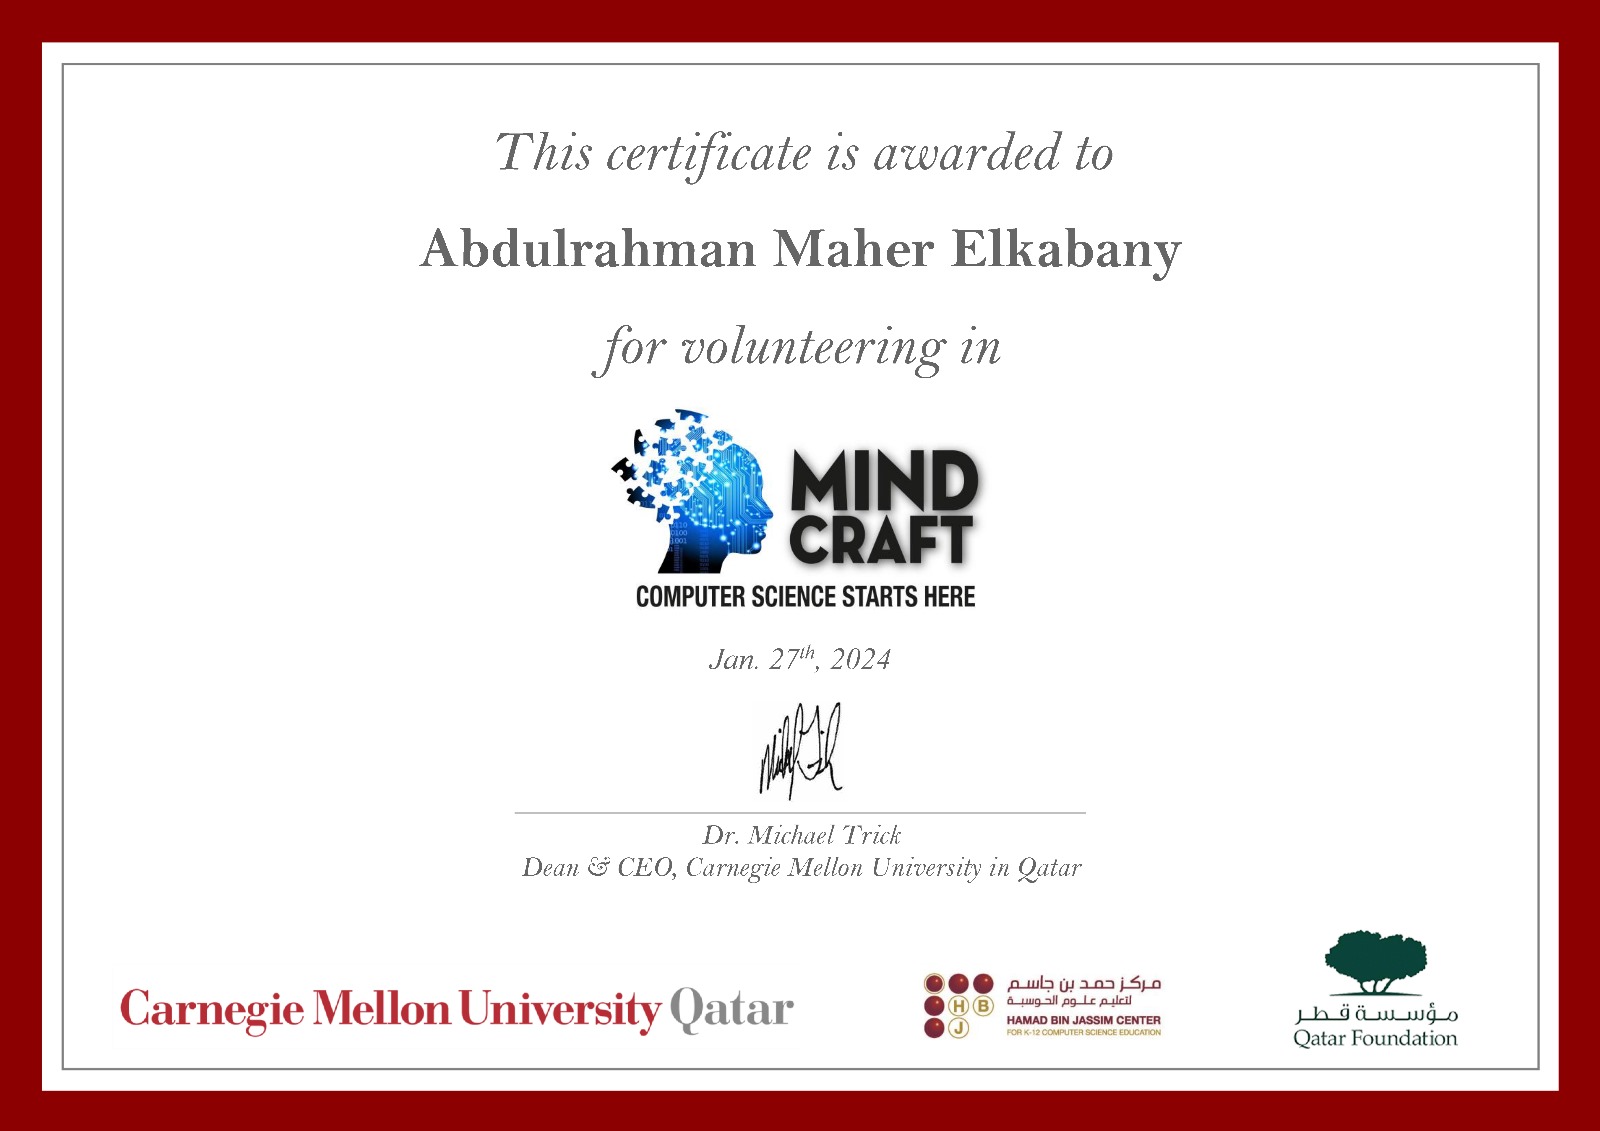 This certificate is awarded to
Abdulrahman Maher Elkabany
for volunteering in
MIND
CRAFT
COMPUTER SCIENCE STARTS HERE
Jan. 27th, 2024
Dr. Michael Trick
Dean & CEO, Carnegie Mellon University in Qatar
Carnegie Mellon University Qatar
H B
J
مركز حمد بن جاسم
لتعليم علوم الحوسبة
HAMAD BIN JASSIM CENTER
FOR K-12 COMPUTER SCIENCE EDUCATION
مؤسسة قطر
Qatar Foundation